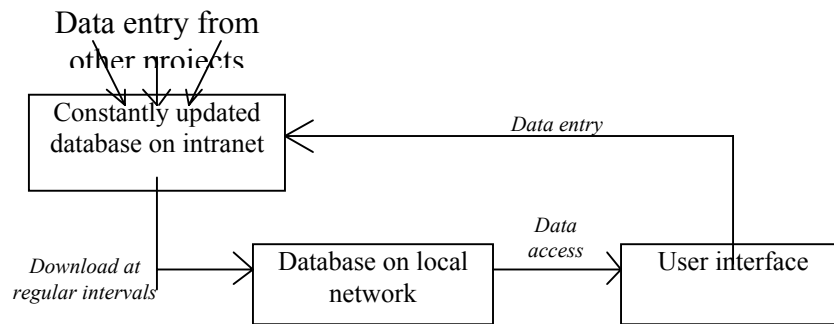 Data entry from
other projects
Constantly updated
database on intranet
Data entry
Data
access
Download at
regular intervals
Database on local
network
User interface